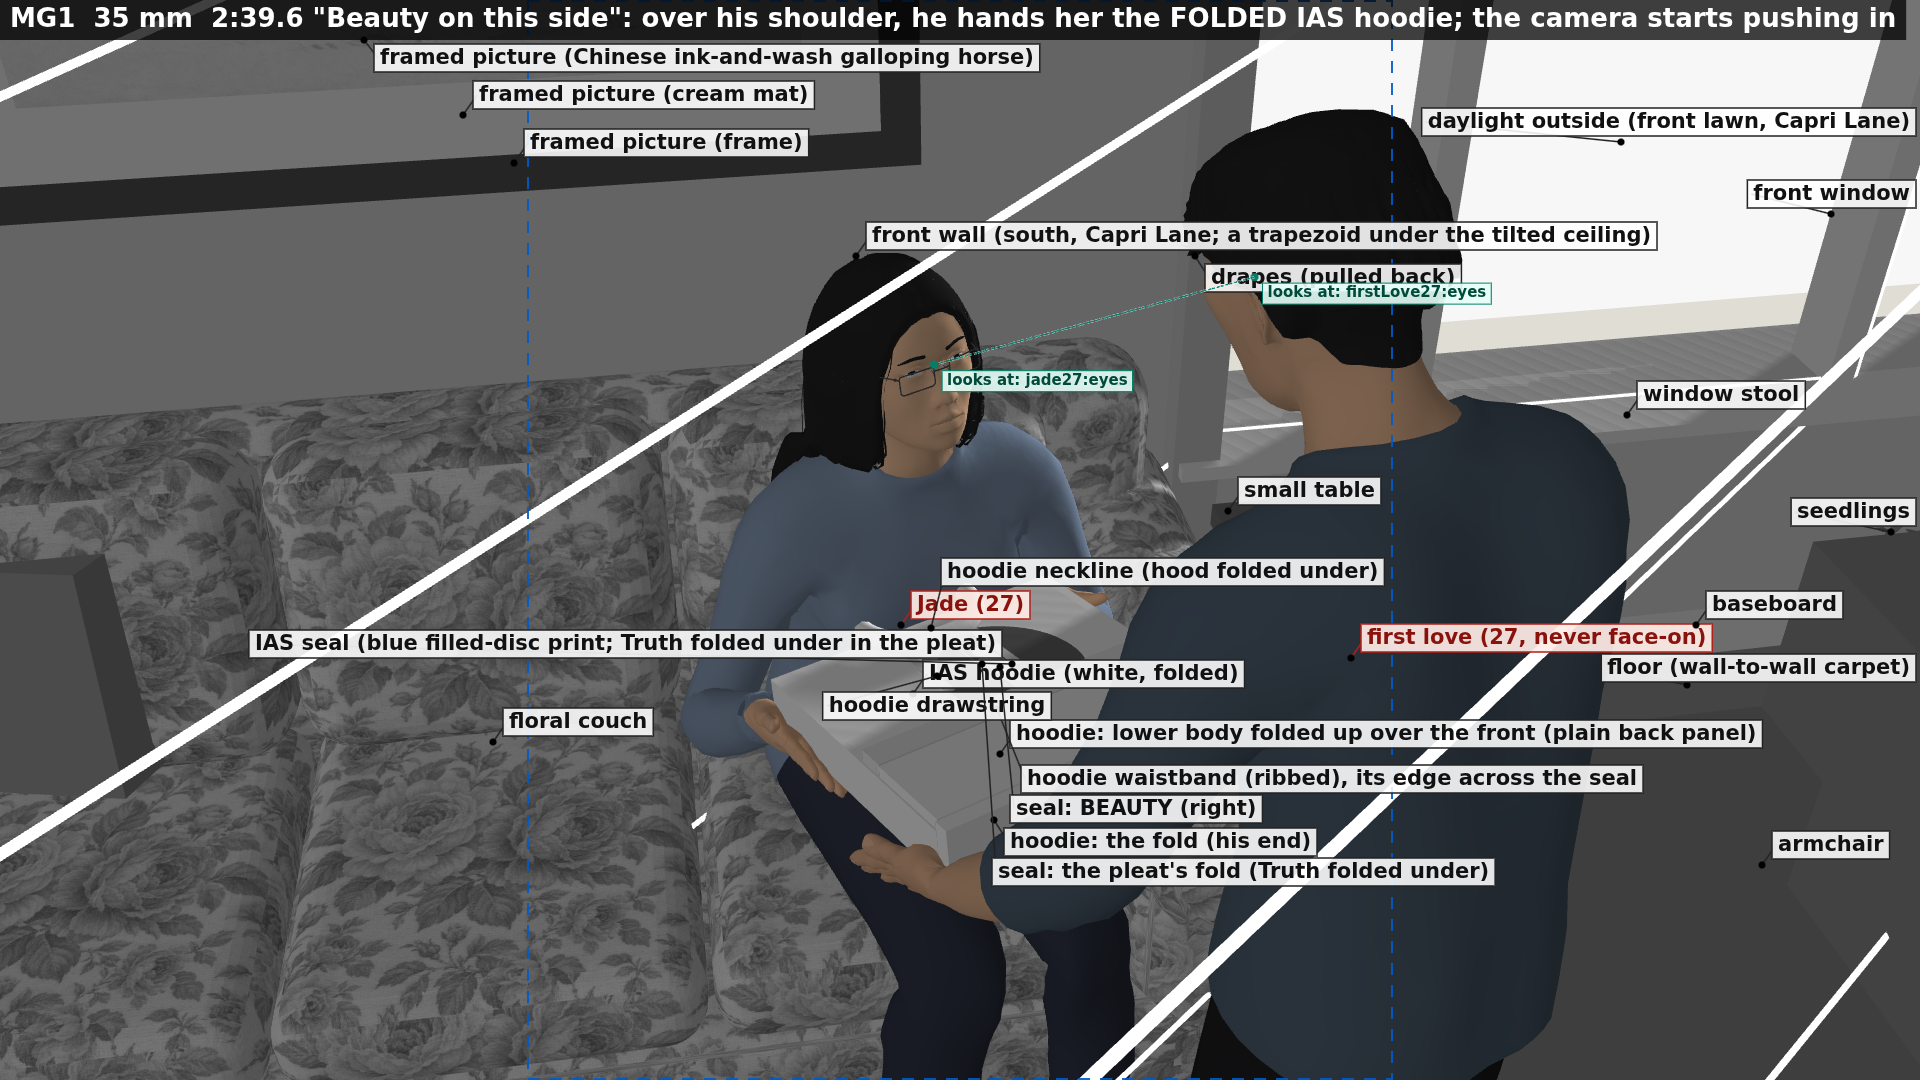 MG1 35 mm 2:39.6 "Beauty on this side": over his shoulder, he hands her the FOLDED IAS hoodie; the camera starts pushing in
framed picture (Chinese ink-and-wash galloping horse)
framed picture (cream mat)
daylight outside (front lawn, Capri Lane)
framed picture (frame)
front window
front wall (south, Capri Lane; a trapezoid under the tilted ceiling)
drapes (pulled back)
looks at: firstLove27:eyes
looks at: jade27:eyes
window stool
small table
seedlings
hoodie neckline (hood folded under)
Jade (27)
baseboard
first love (27, never face-on)
IAS seal (blue filled-disc print; Truth folded under in the pleat)
floor (wall-to-wall carpet)
IAS hoodie (white, folded)
hoodie drawstring
floral couch
hoodie: lower body folded up over the front (plain back panel)
hoodie waistband (ribbed), its edge across the seal
seal: BEAUTY (right)
hoodie: the fold (his end)
armchair
seal: the pleat's fold (Truth folded under)